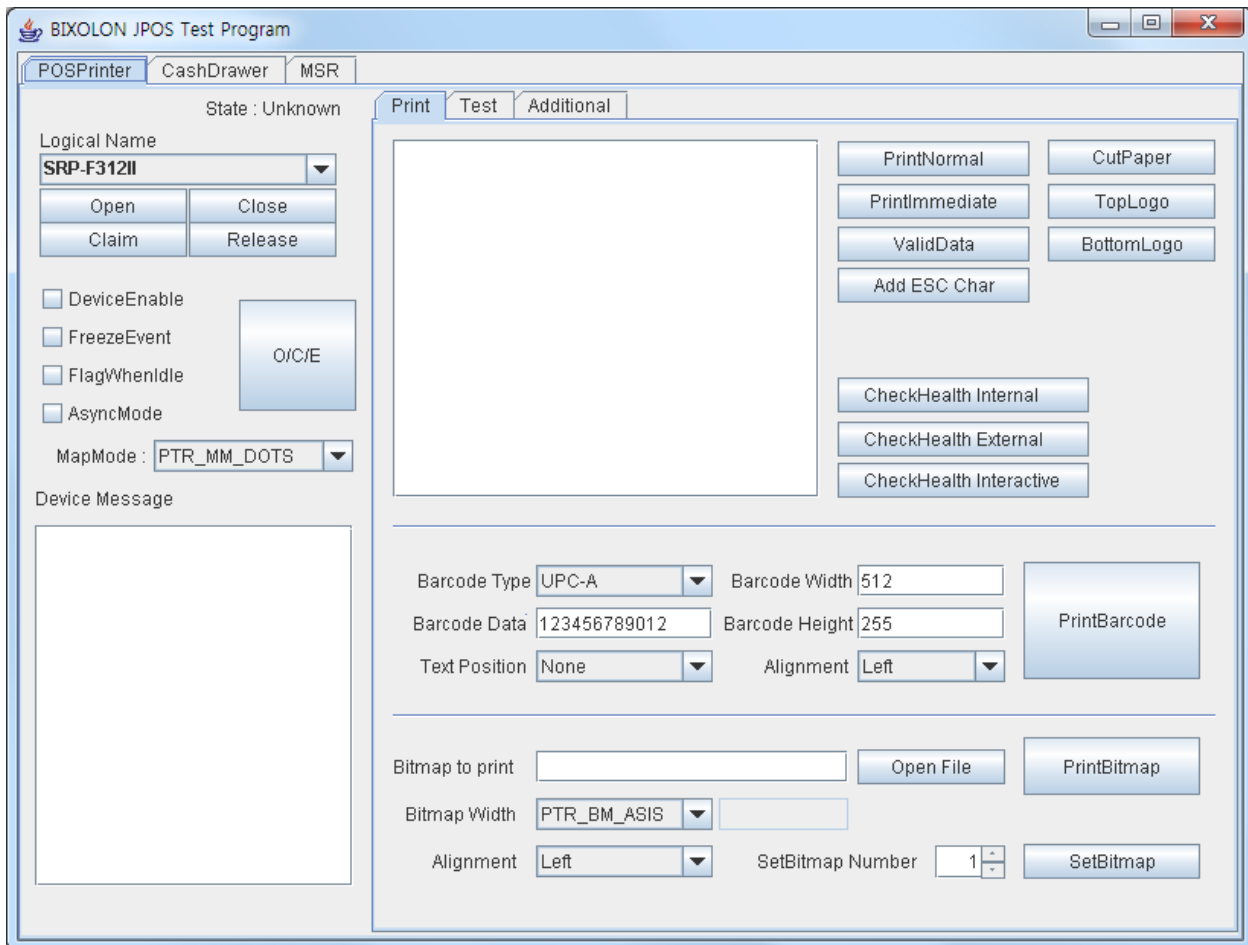 BIXOLON JPOS Test Program
POSPrinter CashDrawer MSR
State : Unknown
Logical Name
SRP-F312II
Open Close
Claim Release
DeviceEnable
FreezeEvent
FlagWhenIdle
AsyncMode
O/C/E
MapMode : PTR_MM_DOTS
Device Message
Print Test Additional
PrintNormal CutPaper
PrintImmediate TopLogo
ValidData BottomLogo
Add ESC Char
CheckHealth Internal
CheckHealth External
CheckHealth Interactive
Barcode Type UPC-A Barcode Width 512
Barcode Data 123456789012 Barcode Height 255
Text Position None Alignment Left
PrintBarcode
Bitmap to print Open File PrintBitmap
Bitmap Width PTR_BM_ASIS
Alignment Left SetBitmap Number 1 SetBitmap